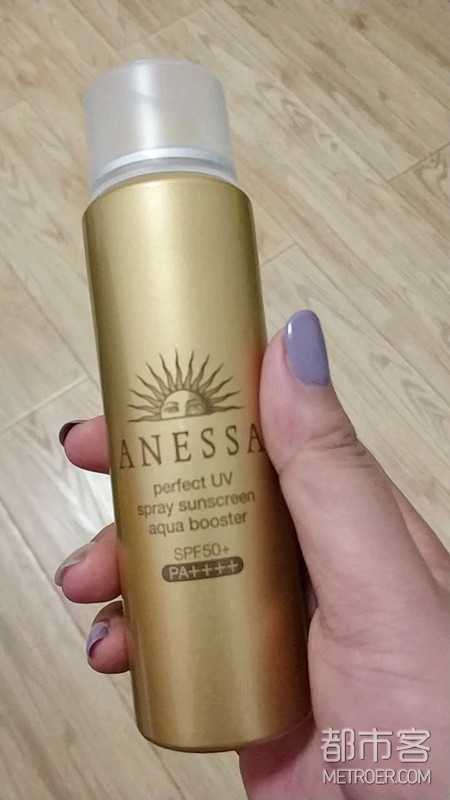 ANESSA
perfect UV
spray sunscreen
aqua booster
SPF50+
PA++++
都市客
METROER.COM